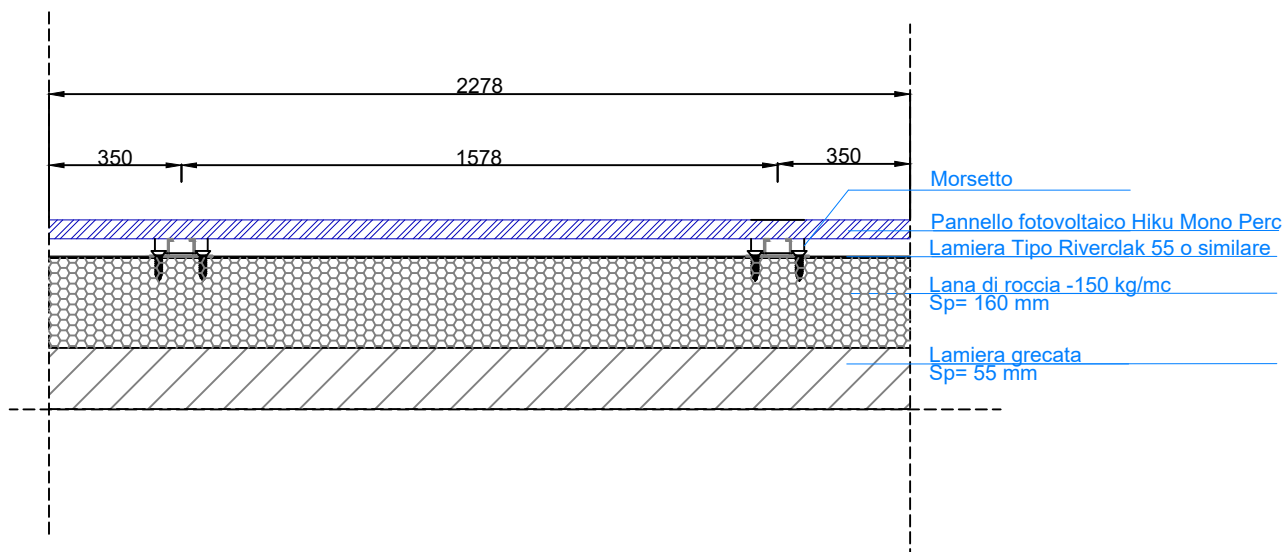 2278
350
1578
350
Morsetto
Pannello fotovoltaico Hiku Mono Perc
Lamiera Tipo Riverclak 55 o similare
Lana di roccia -150 kg/mc
Sp= 160 mm
Lamiera grecata
Sp= 55 mm